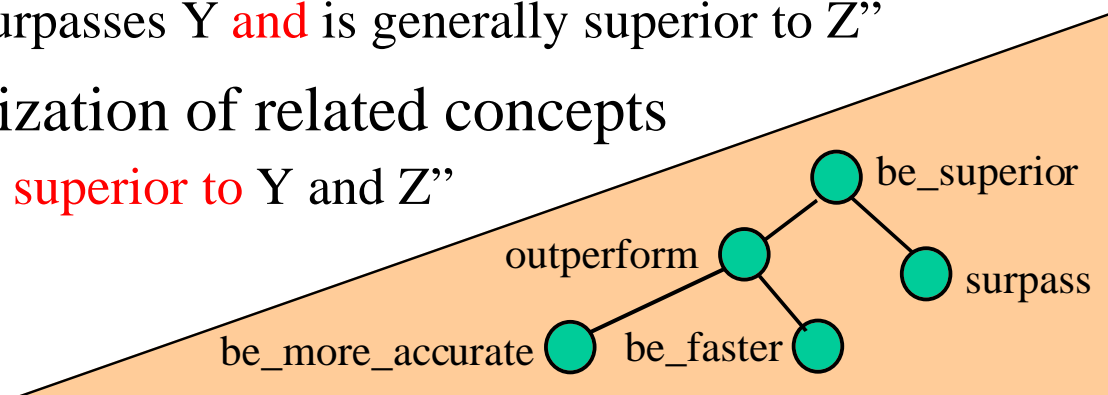 urpasses Y and is generally superior to Z”
ization of related concepts
superior to Y and Z”
be_superior
outperform
surpass
be_more_accurate
be_faster